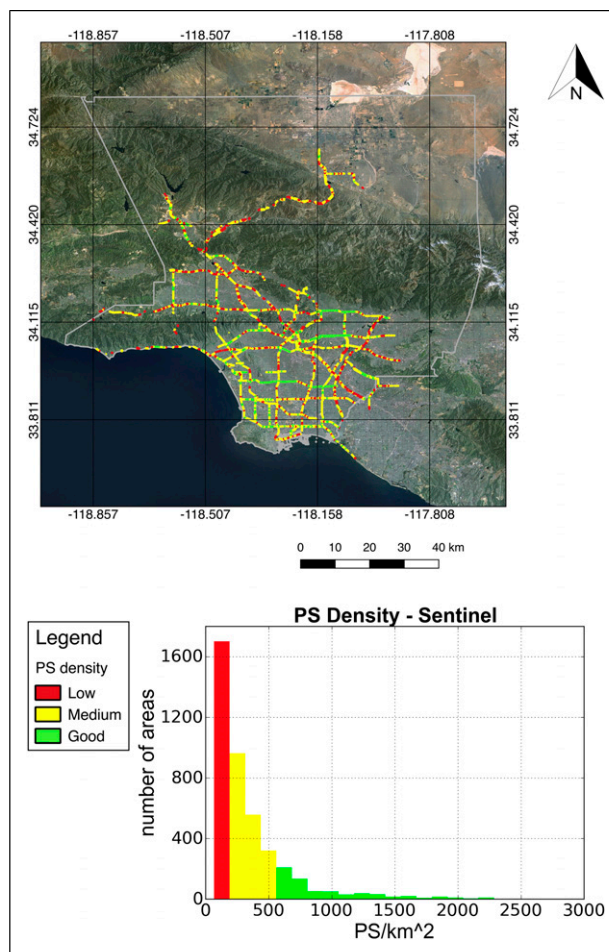 -118.857 -118.507 -118.158 -117.808
N
34.724 34.724
34.420 34.420
34.115 34.115
33.811 33.811
-118.857 -118.507 -118.158 -117.808
0 10 20 30 40 km
PS Density - Sentinel
Legend
PS density
Low
Medium
Good
number of areas
1600
1200
800
400
0
0 500 1000 1500 2000 2500 3000
PS/km^2